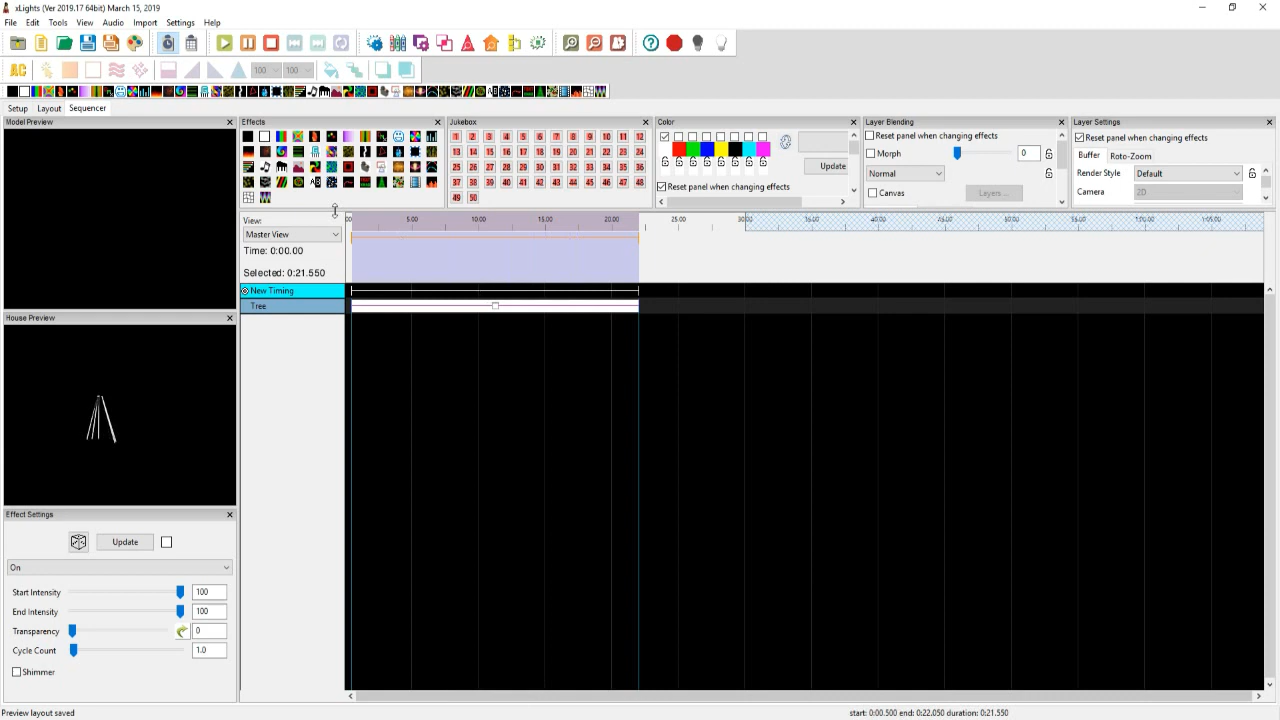 xLights (Ver 2019.17 64bit) March 15, 2019
File Edit Tools View Audio Import Settings Help
AC 100 100
Setup Layout Sequencer
Model Preview
Effects
Jukebox
1 2 3 4 5 6 7 8 9 10 11 12
13 14 15 16 17 18 19 20 21 22 23 24
25 26 27 28 29 30 31 32 33 34 35 36
37 38 39 40 41 42 43 44 45 46 47 48
49 50
Color
Update
Reset panel when changing effects
Layer Blending
Reset panel when changing effects
Morph 0
Normal
Canvas Layers ...
Layer Settings
Reset panel when changing effects
Buffer Roto-Zoom
Render Style Default
Camera 2D
View:
Master View
Time: 0:00.00
Selected: 0:21.550
5.00 10.00 15.00 20.00 25.00 30.00 35.00 40.00 45.00 50.00 55.00 1:00.00 1:05.00
New Timing
Tree
House Preview
Effect Settings
Update
On
Start Intensity 100
End Intensity 100
Transparency 0
Cycle Count 1.0
Shimmer
Preview layout saved
start: 0:00.500 end: 0:22.050 duration: 0:21.550